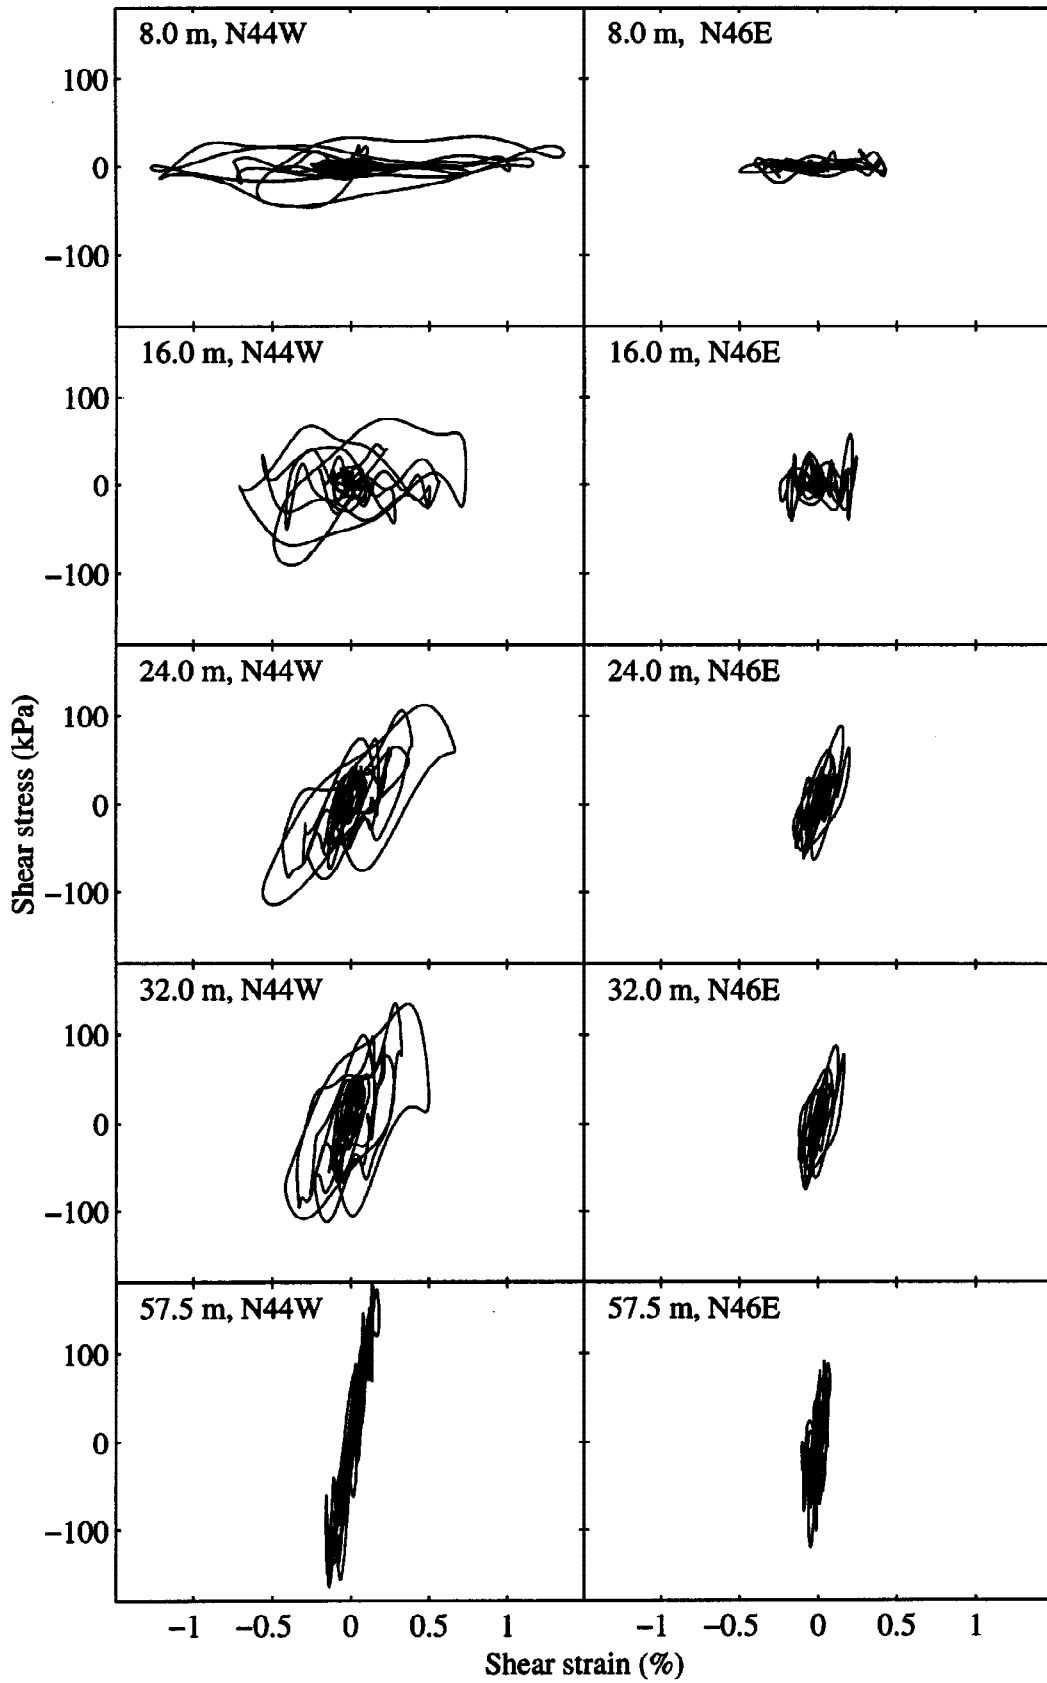 8.0 m, N44W
8.0 m, N46E
100
0
−100
16.0 m, N44W
16.0 m, N46E
100
0
−100
24.0 m, N44W
24.0 m, N46E
100
0
−100
Shear stress (kPa)
32.0 m, N44W
32.0 m, N46E
100
0
−100
57.5 m, N44W
57.5 m, N46E
100
0
−100
−1 −0.5 0 0.5 1
−1 −0.5 0 0.5 1
Shear strain (%)